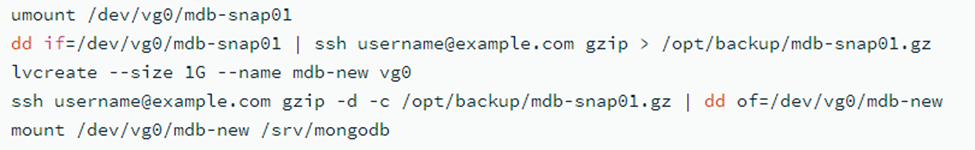 umount /dev/vg0/mdb-snap01
dd if=/dev/vg0/mdb-snap01 | ssh username@example.com gzip > /opt/backup/mdb-snap01.gz
lvcreate --size 1G --name mdb-new vg0
ssh username@example.com gzip -d -c /opt/backup/mdb-snap01.gz | dd of=/dev/vg0/mdb-new
mount /dev/vg0/mdb-new /srv/mongodb